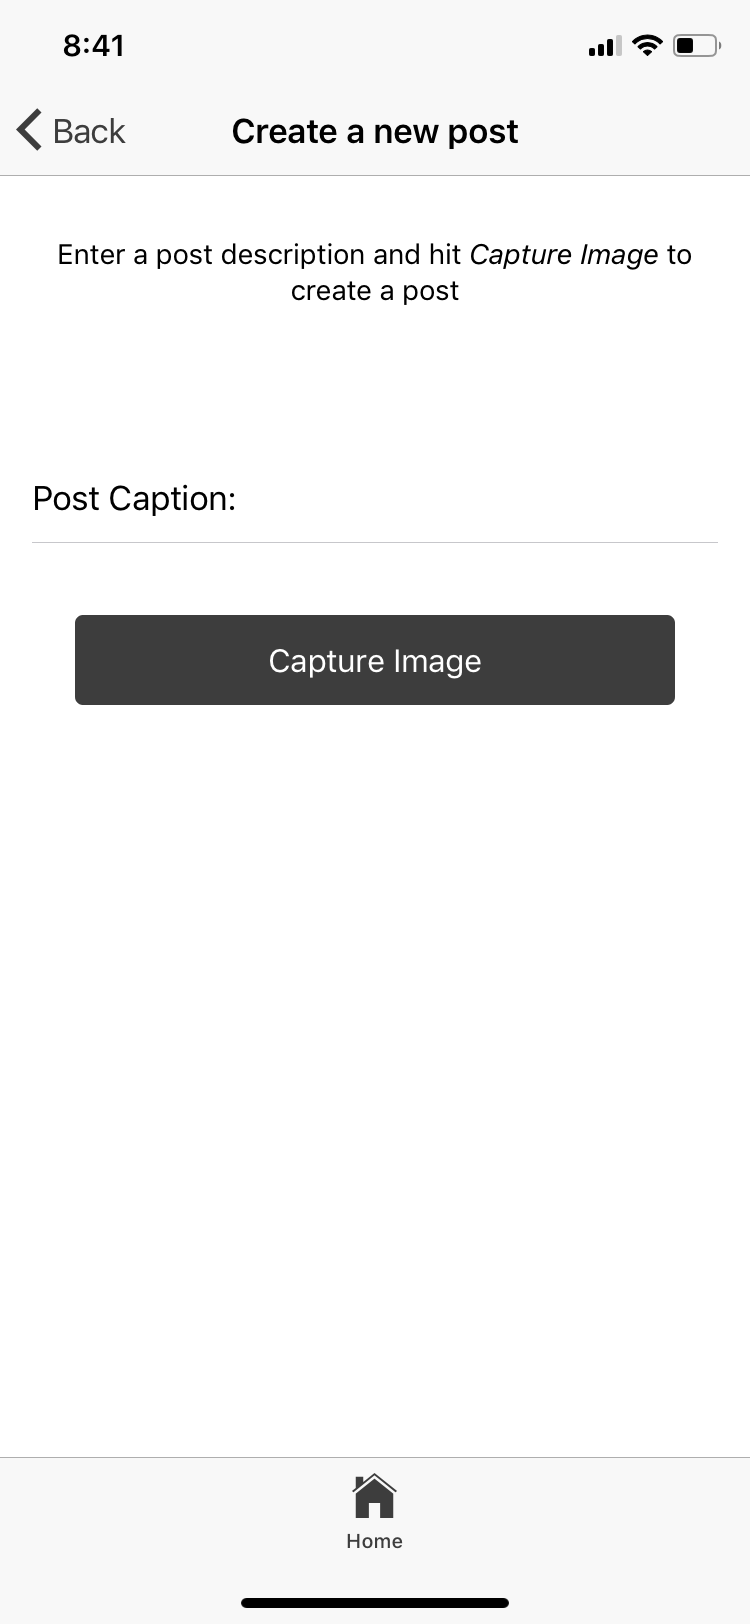 8:41
Back
Create a new post
Enter a post description and hit Capture Image to
create a post
Post Caption:
Capture Image
Home